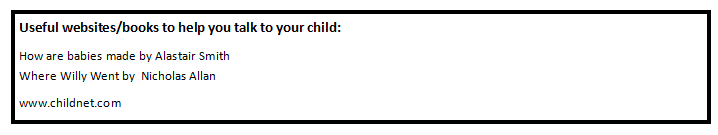 Useful websites/books to help you talk to your child:
How are babies made by Alastair Smith
Where Willy Went by  Nicholas Allan
www.childnet.com